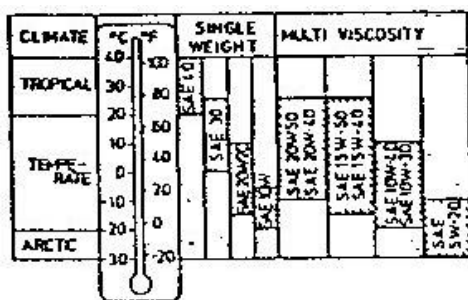 CLIMATE
°C °F
SINGLE WEIGHT
MULTI VISCOSITY
TROPICAL
TEMPE-
RATE
ARCTIC
40
30
20
10
0
10
20
30
100
80
60
40
20
0
-20
SAE 40
SAE 30
SAE 20W/20
SAE 10W
SAE 20W-50
SAE 20W-40
SAE 15W-50
SAE 15W-40
SAE 10W-40
SAE 10W-30
SAE
5W-20